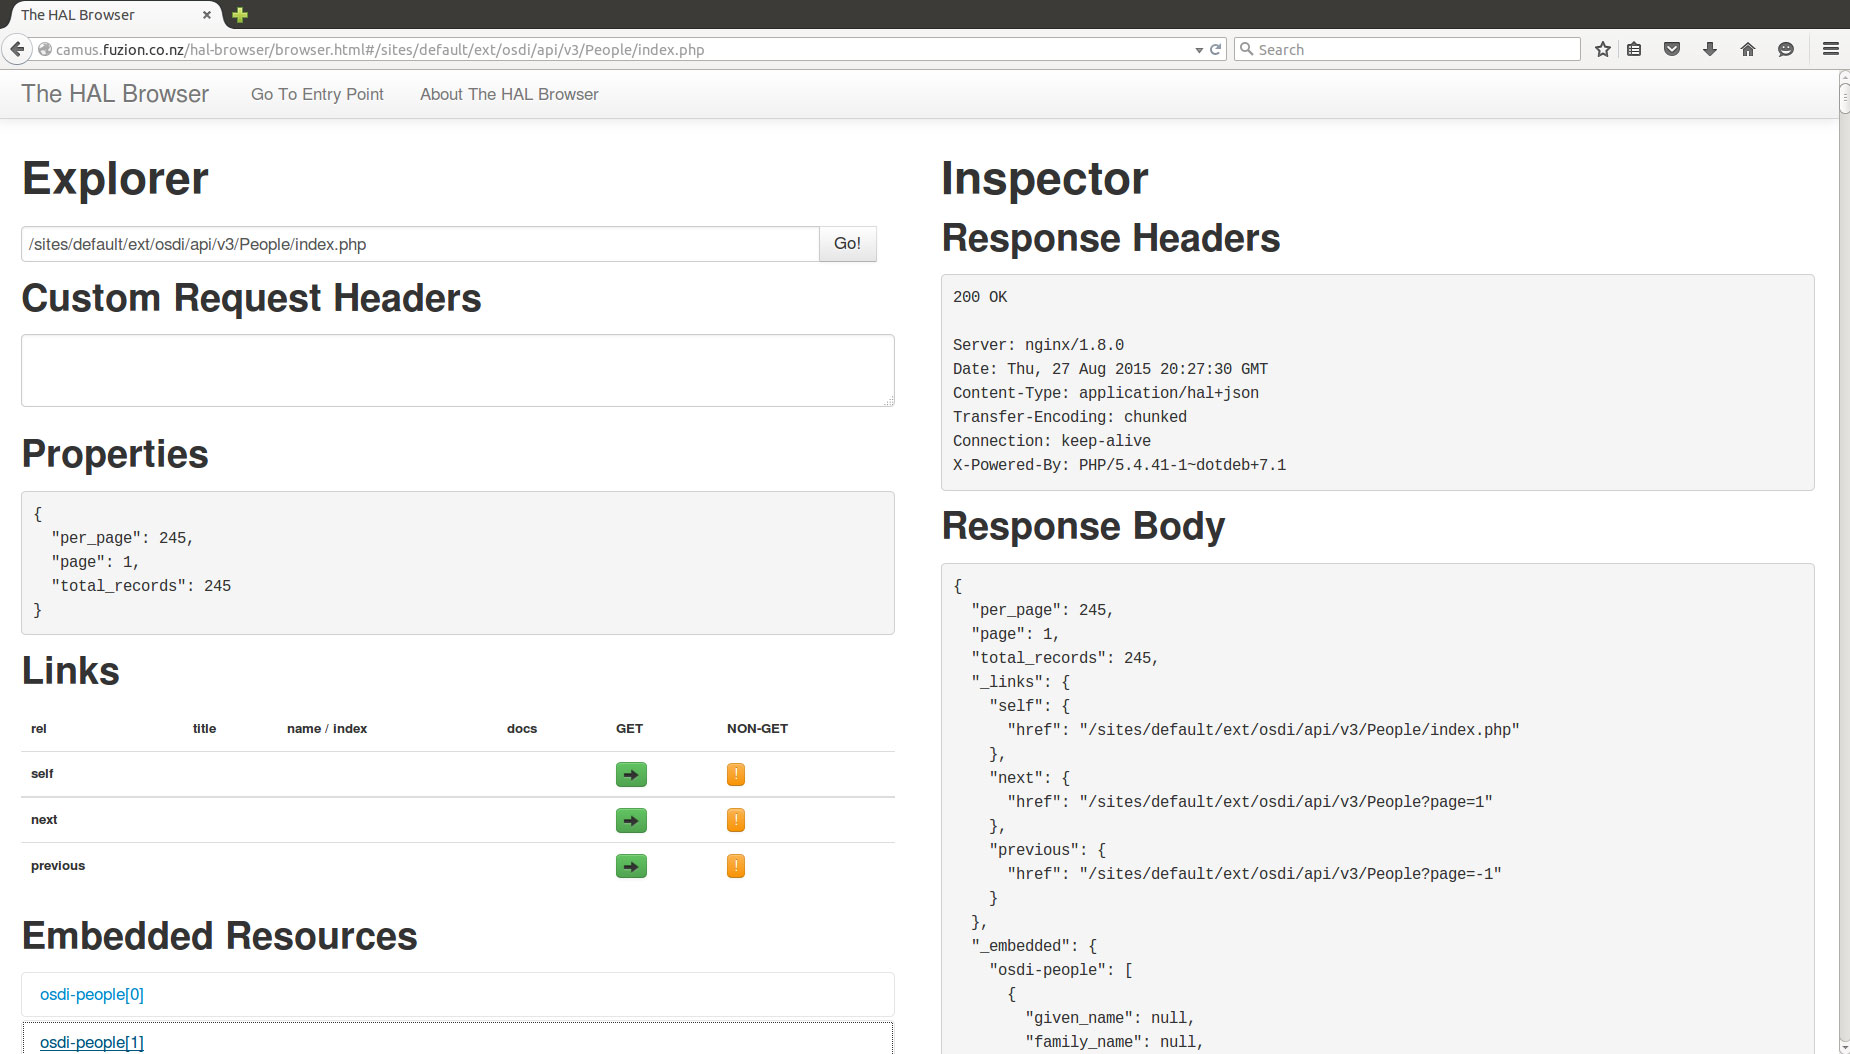 The HAL Browser
camus.fuzion.co.nz/hal-browser/browser.html#/sites/default/ext/osdi/api/v3/People/index.php
Search
The HAL Browser Go To Entry Point About The HAL Browser
Explorer
/sites/default/ext/osdi/api/v3/People/index.php Go!
Custom Request Headers
Properties
{
"per_page": 245,
"page": 1,
"total_records": 245
}
Links
rel title name / index docs GET NON-GET
self !
next !
previous !
Embedded Resources
osdi-people[0]
osdi-people[1]
Inspector
Response Headers
200 OK
Server: nginx/1.8.0
Date: Thu, 27 Aug 2015 20:27:30 GMT
Content-Type: application/hal+json
Transfer-Encoding: chunked
Connection: keep-alive
X-Powered-By: PHP/5.4.41-1~dotdeb+7.1
Response Body
{
"per_page": 245,
"page": 1,
"total_records": 245,
"_links": {
"self": {
"href": "/sites/default/ext/osdi/api/v3/People/index.php"
},
"next": {
"href": "/sites/default/ext/osdi/api/v3/People?page=1"
},
"previous": {
"href": "/sites/default/ext/osdi/api/v3/People?page=-1"
}
},
"_embedded": {
"osdi-people": [
{
"given_name": null,
"family_name": null,